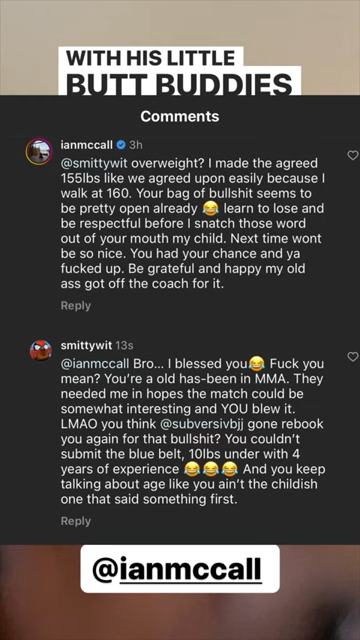 WITH HIS LITTLE
BUTT BUDDIES
Comments
ianmccall 3h
@smittywit overweight? I made the agreed
155lbs like we agreed upon easily because I
walk at 160. Your bag of bullshit seems to
be pretty open already 😂 learn to lose and
be respectful before I snatch those word
out of your mouth my child. Next time wont
be so nice. You had your chance and ya
fucked up. Be grateful and happy my old
ass got off the coach for it.
Reply
smittywit 13s
@ianmccall Bro... I blessed you😂 Fuck you
mean? You're a old has-been in MMA. They
needed me in hopes the match could be
somewhat interesting and YOU blew it.
LMAO you think @subversivbjj gone rebook
you again for that bullshit? You couldn't
submit the blue belt, 10lbs under with 4
years of experience 😂😂😂 And you keep
talking about age like you ain't the childish
one that said something first.
Reply
@ianmccall